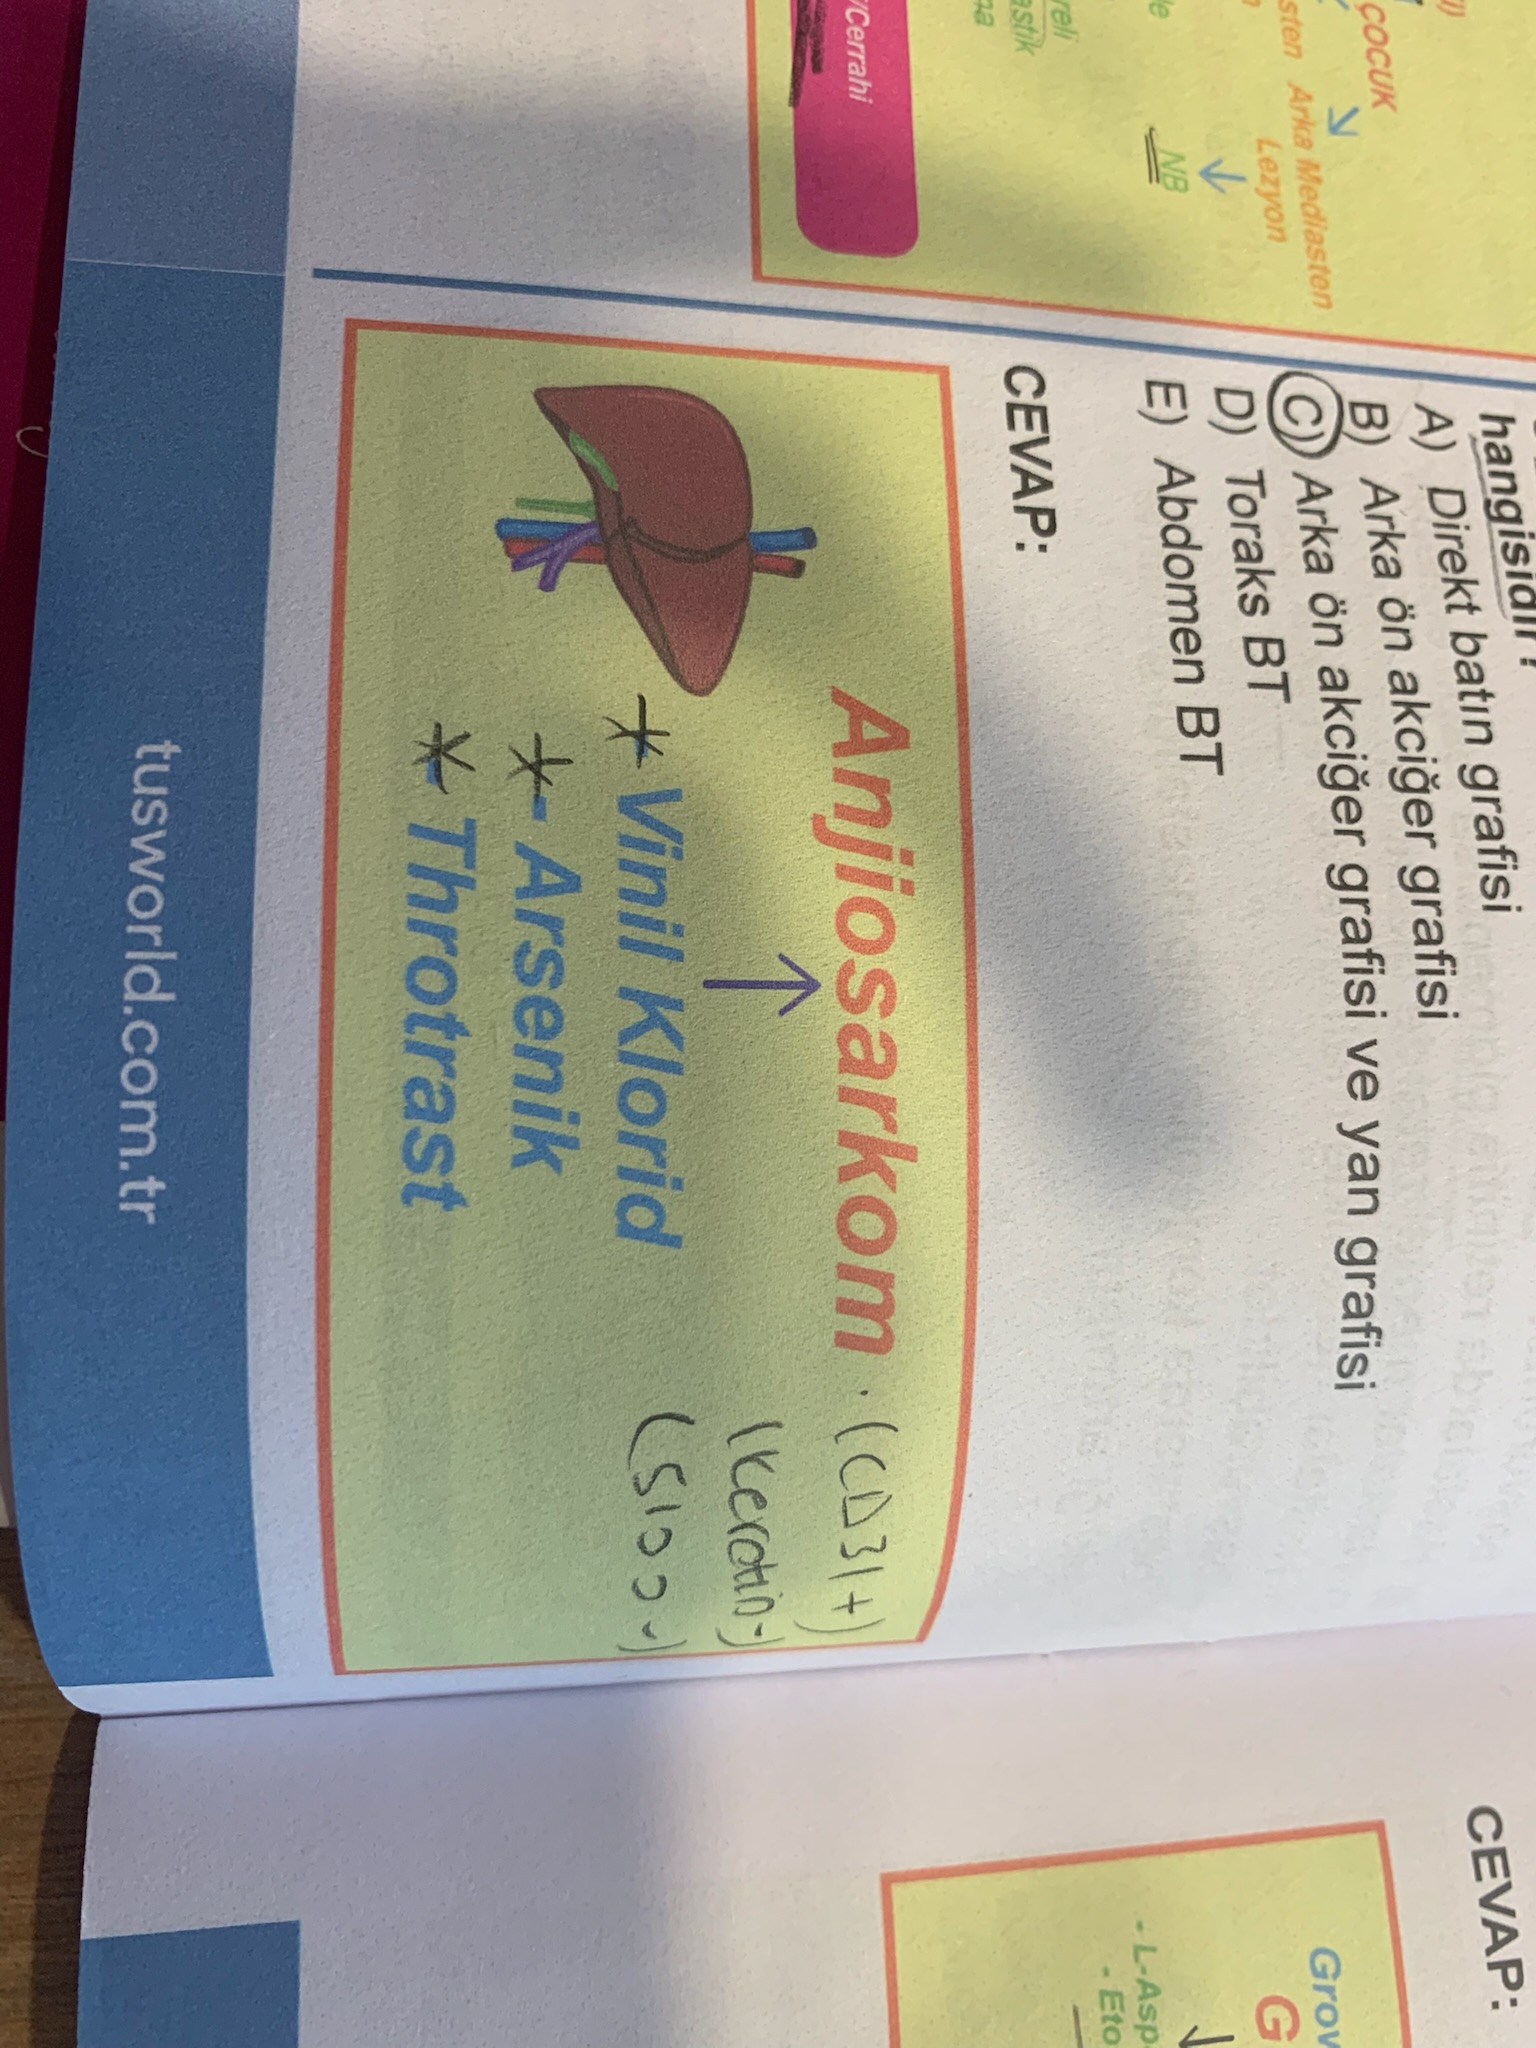 ÇOCUK
Arka Mediasten
Lezyon
NB
/Cerrahi
hangisidir?
A) Direkt batın grafisi
B) Arka ön akciğer grafisi
C) Arka ön akciğer grafisi ve yan grafisi
D) Toraks BT
E) Abdomen BT
CEVAP:
Anjiosarkom . (CD31+)
(Keratin-)
(S100-)
* Vinil Klorid
* - Arsenik
* - Throtrast
tusworld.com.tr
CEVAP:
Grov
G
- L-Asp
- Eto